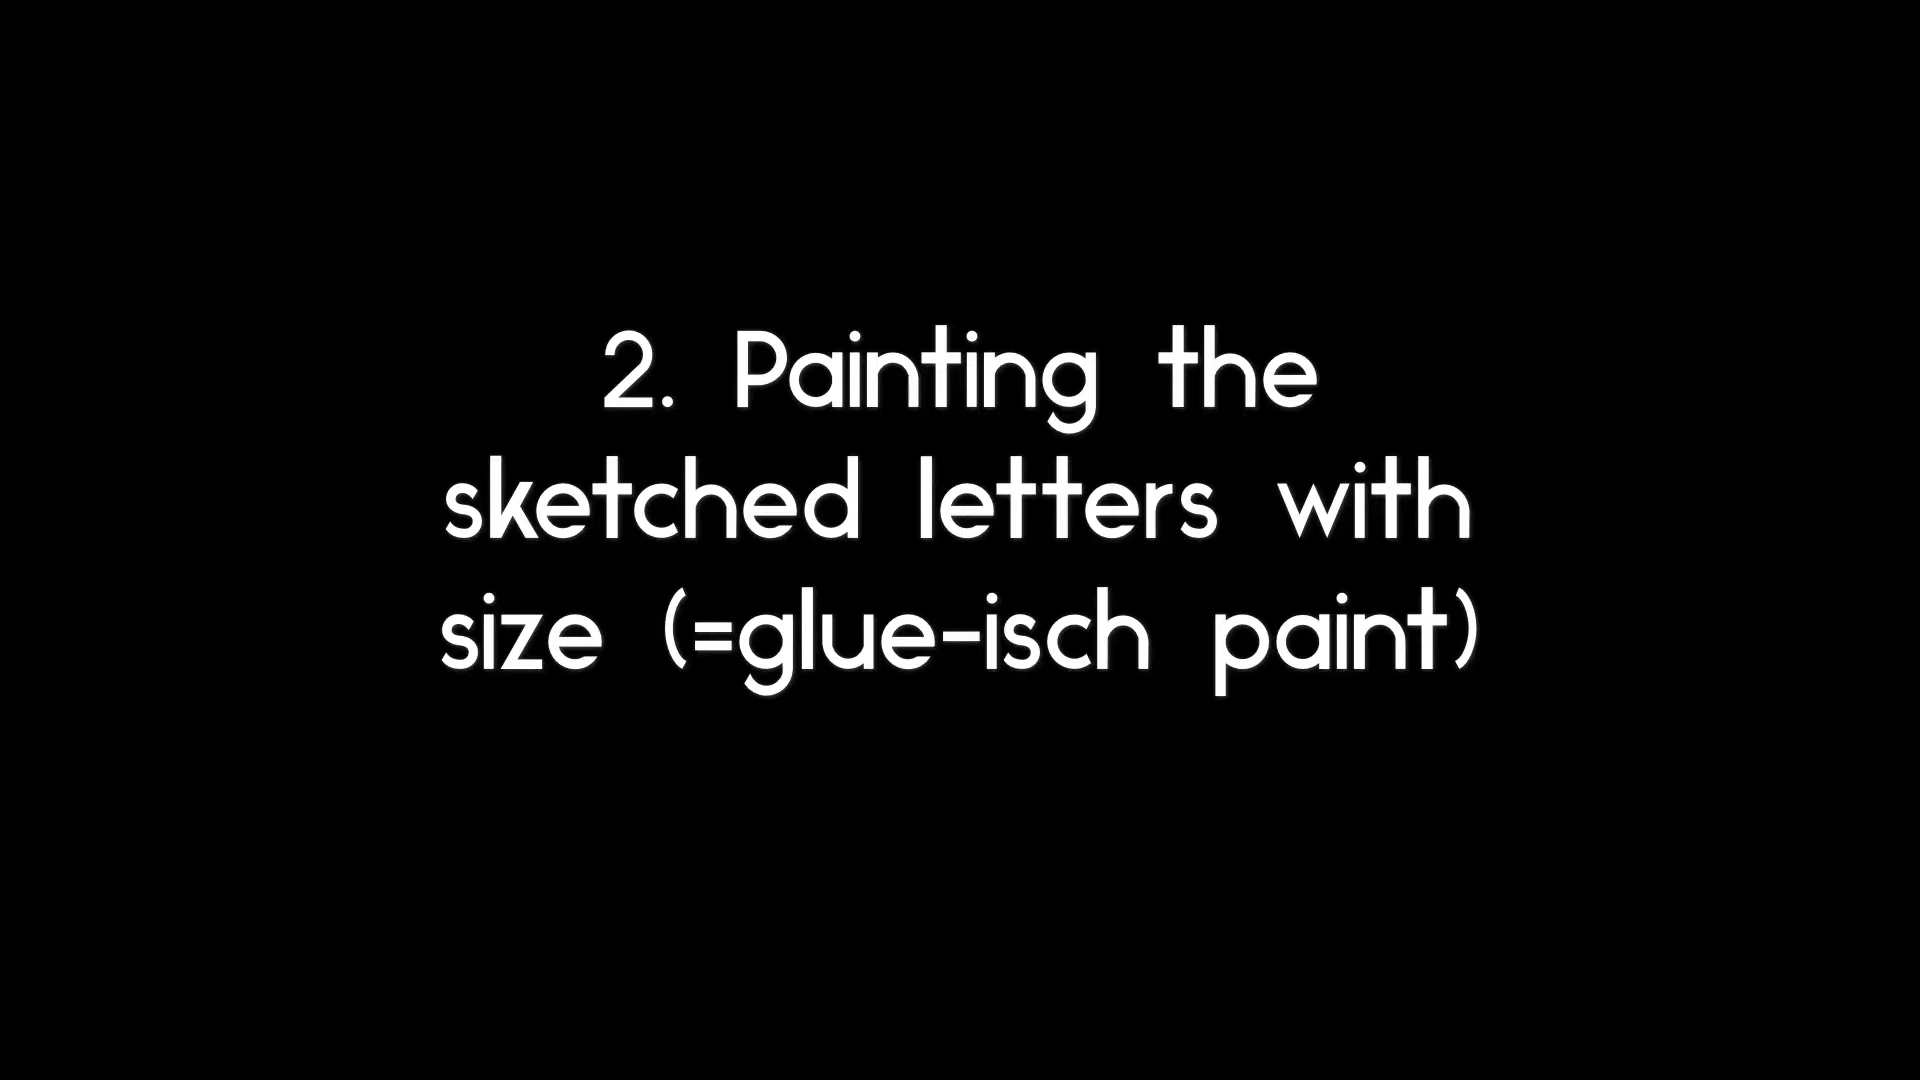 2. Painting the
sketched letters with
size (=glue-isch paint)